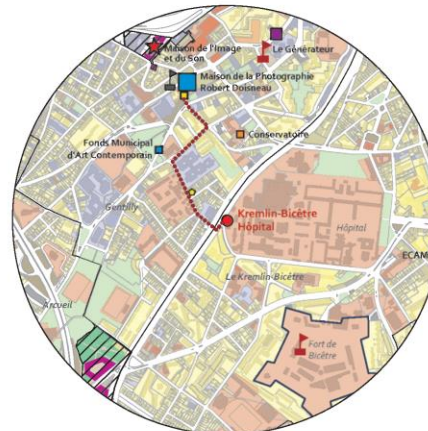 Maison de l'Image
et du Son
Le Générateur
Maison de la Photographie
Robert Doisneau
Conservatoire
Fonds Municipal
d'Art Contemporain
Gentilly
Kremlin-Bicêtre
Hôpital
Hôpital
ECAM
Le Kremlin-Bicêtre
Arcueil
Fort de
Bicêtre